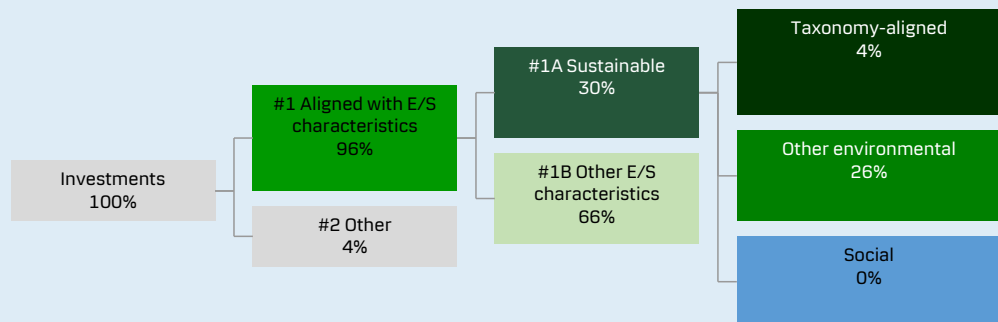 Investments
100%
#1 Aligned with E/S
characteristics
96%
#2 Other
4%
#1A Sustainable
30%
#1B Other E/S
characteristics
66%
Taxonomy-aligned
4%
Other environmental
26%
Social
0%